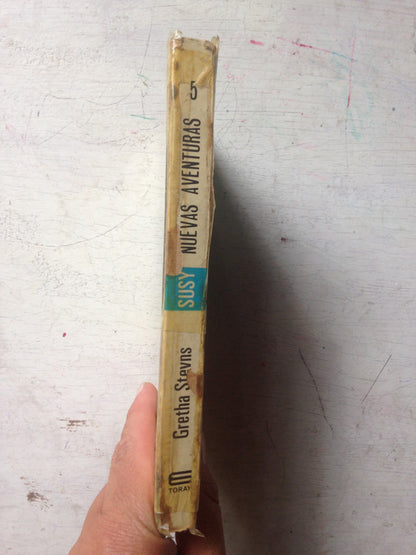 5
NUEVAS AVENTURAS
SUSY
Gretha Stevns
TORAY